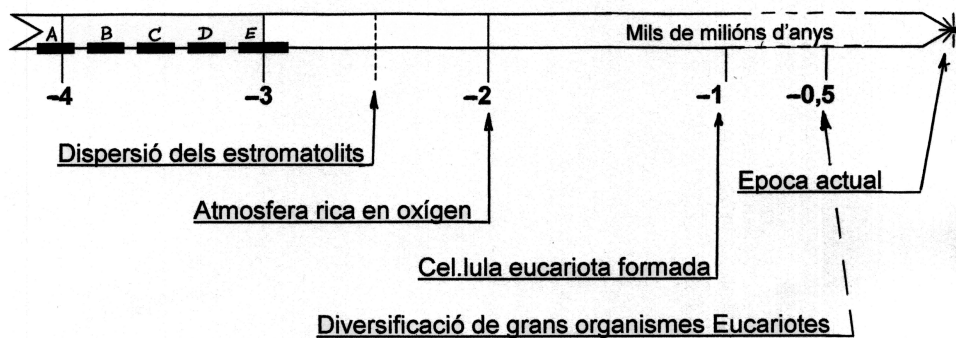 A B C D E
Mils de milións d'anys
–4 –3 –2 –1 –0,5
Dispersió dels estromatolits
Epoca actual
Atmosfera rica en oxígen
Cel.lula eucariota formada
Diversificació de grans organismes Eucariotes